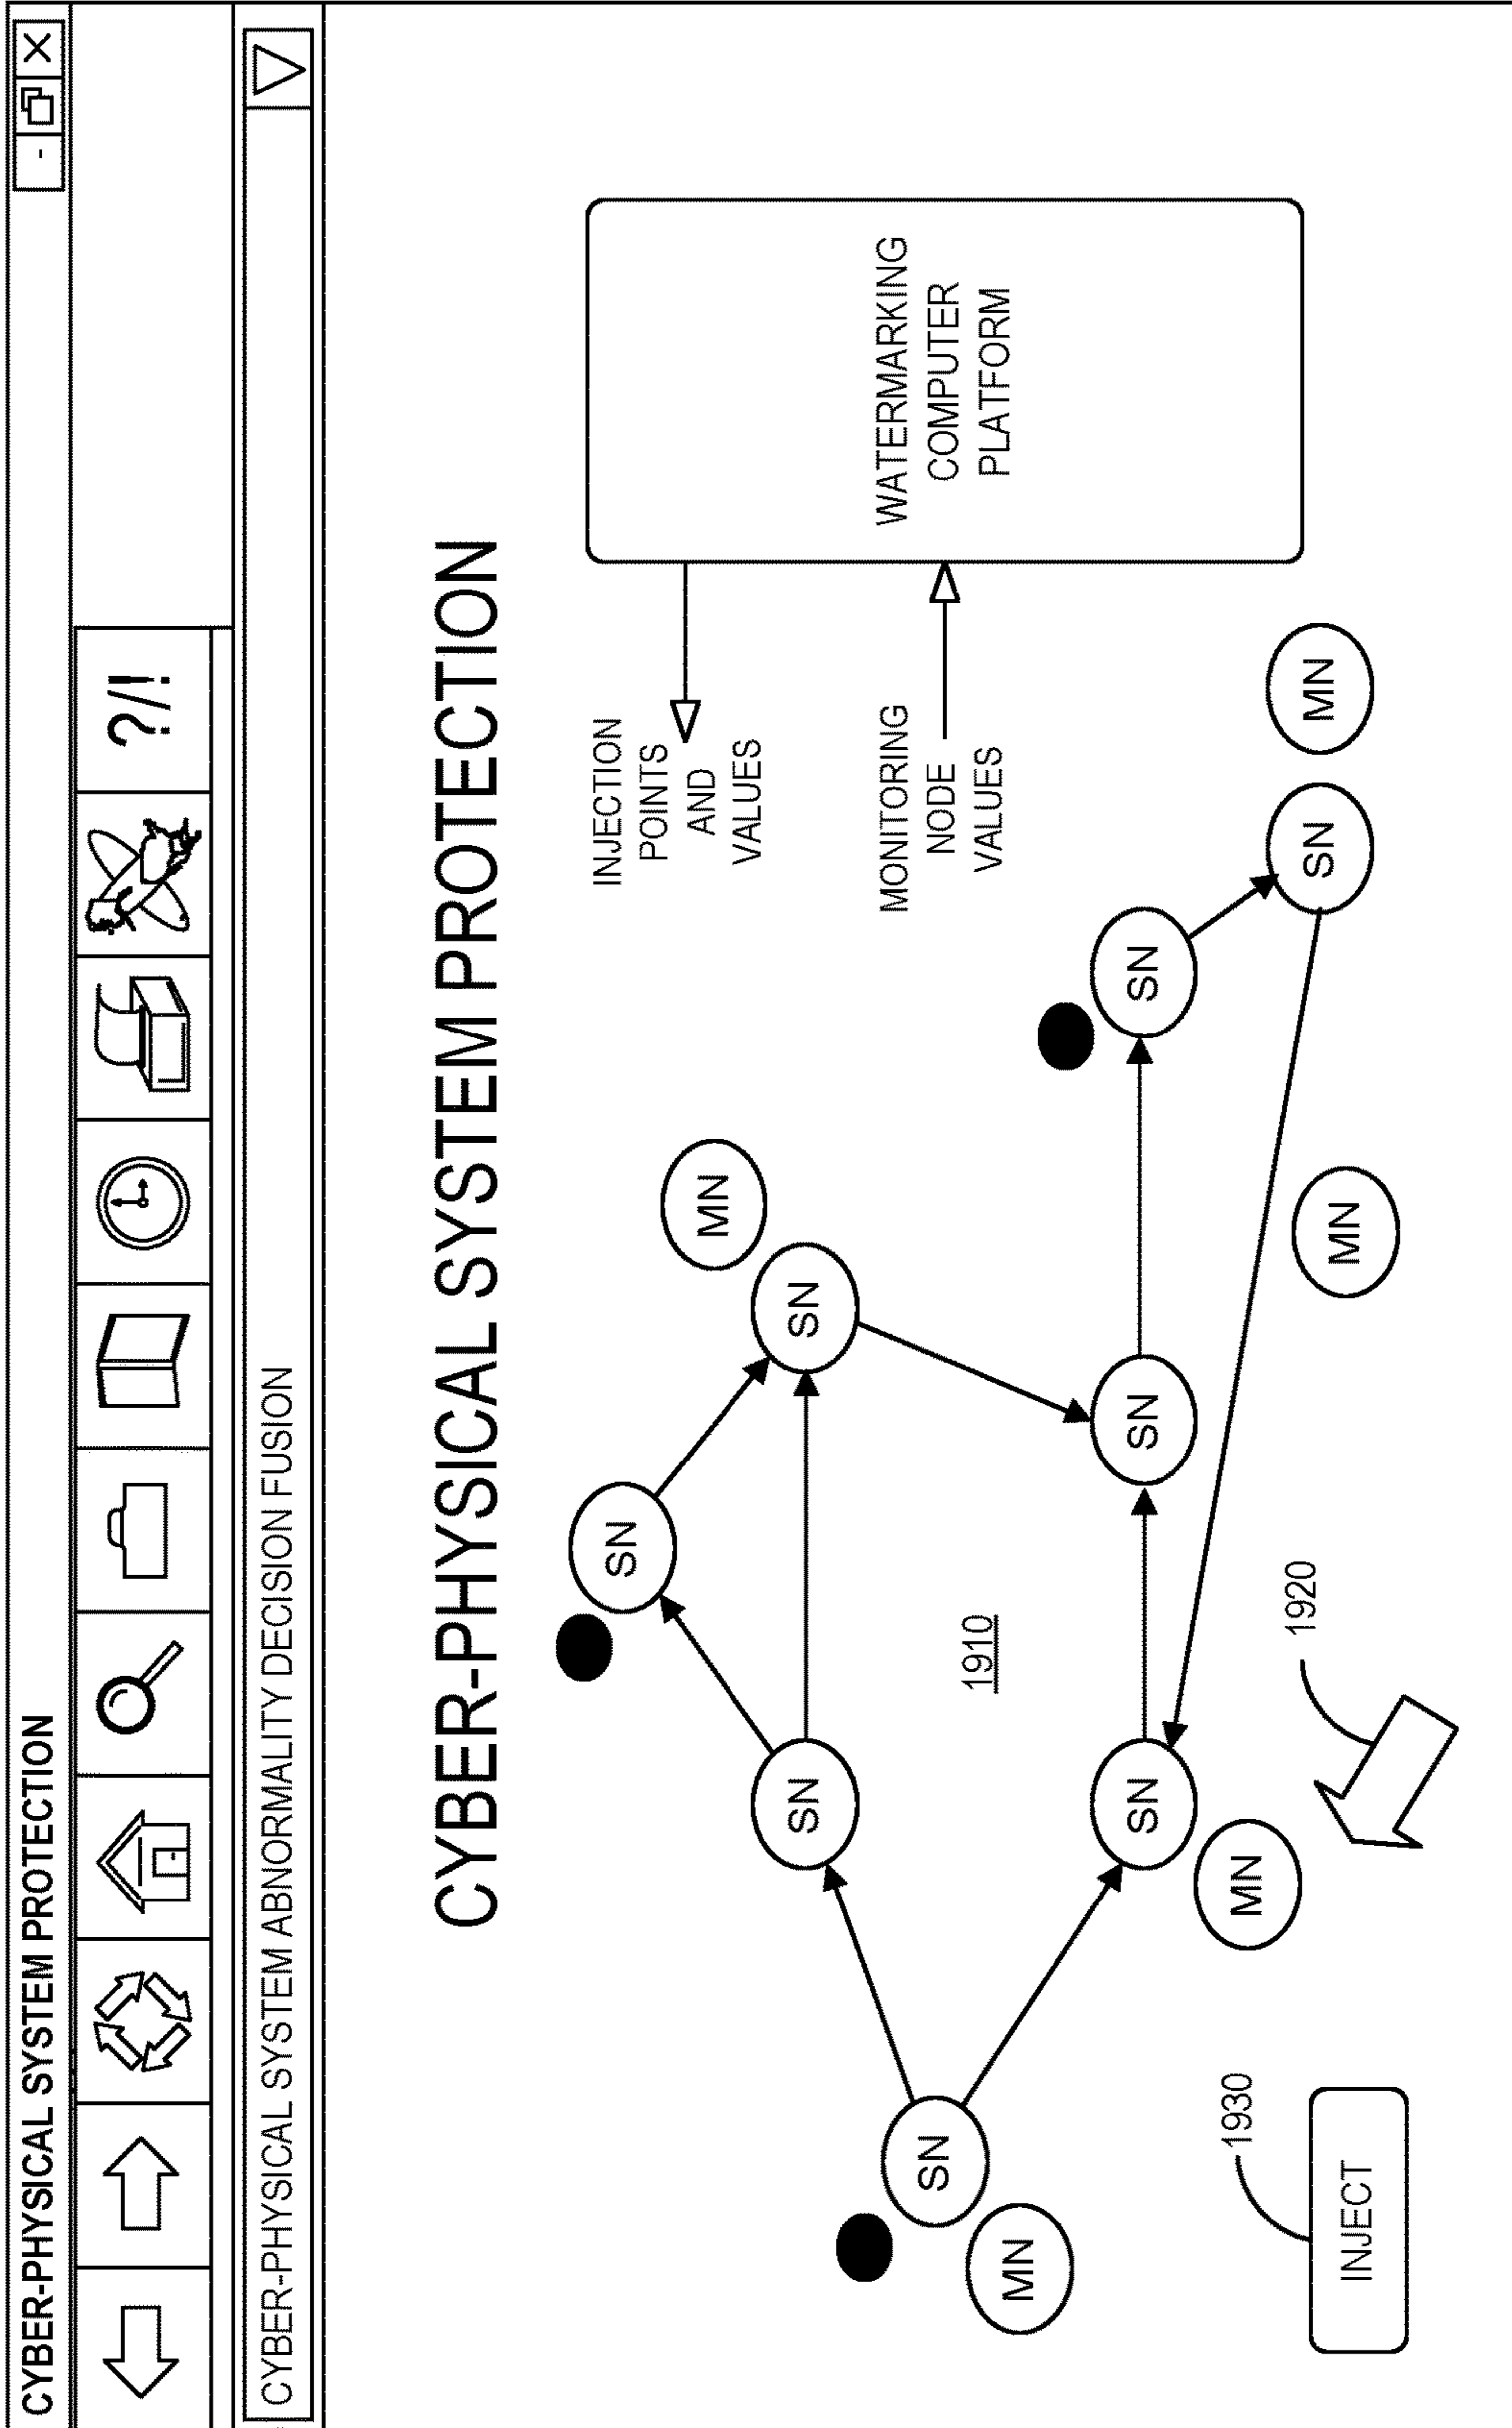 CYBER-PHYSICAL SYSTEM PROTECTION
- X
?/!
CYBER-PHYSICAL SYSTEM ABNORMALITY DECISION FUSION
CYBER-PHYSICAL SYSTEM PROTECTION
SN
INJECTION
POINTS
AND
VALUES
MN
SN
SN
WATERMARKING
COMPUTER
PLATFORM
MONITORING
NODE
VALUES
SN
MN
1910
SN
SN
SN
MN
SN
MN
MN
1930
1920
INJECT